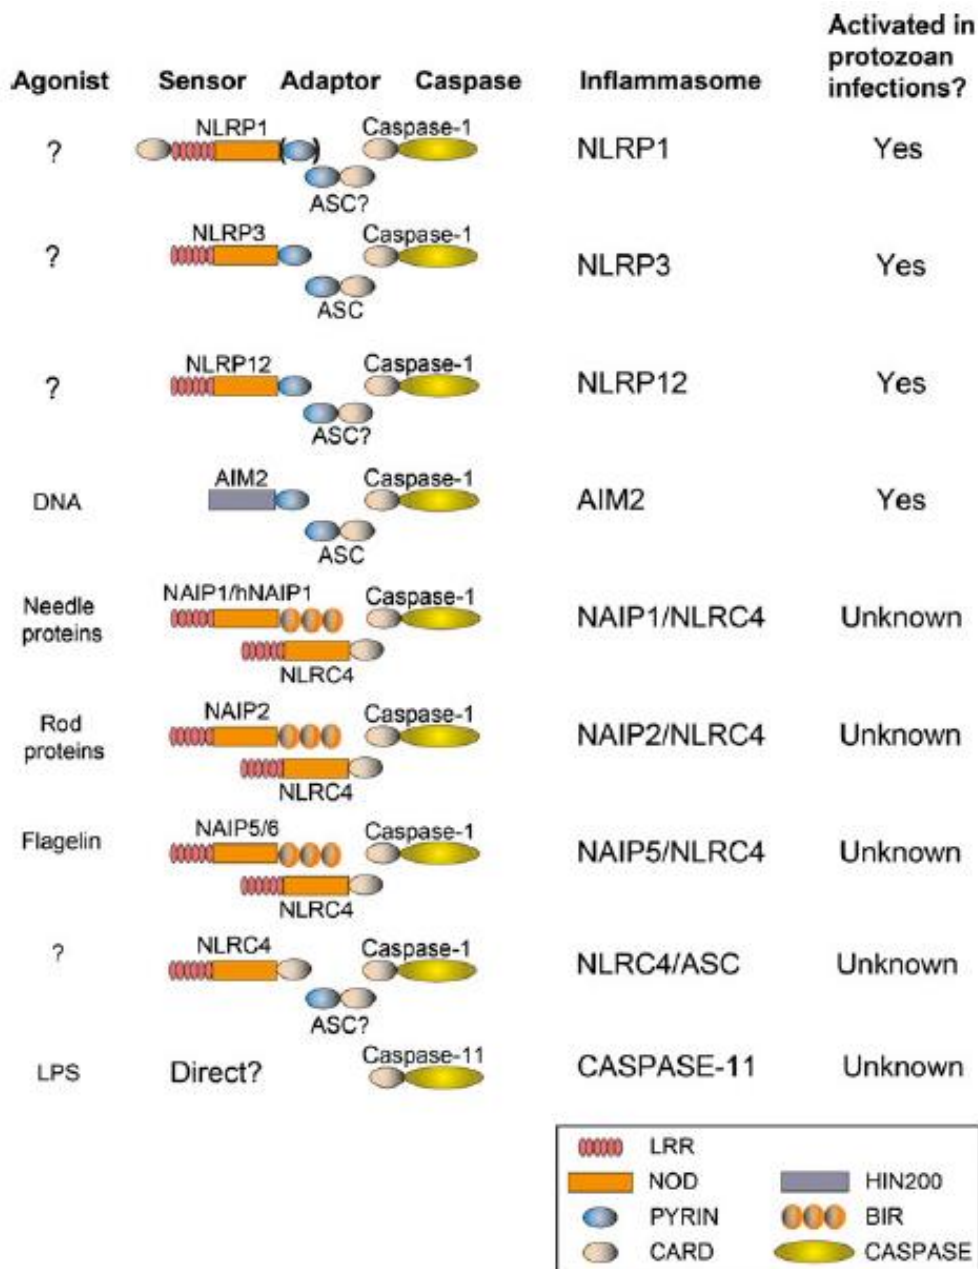 Activated in
protozoan
infections?
Agonist Sensor Adaptor Caspase Inflammasome
NLRP1 Caspase-1
? ( ) NLRP1 Yes
ASC?
NLRP3 Caspase-1
? NLRP3 Yes
ASC
NLRP12 Caspase-1
? NLRP12 Yes
ASC?
AIM2 Caspase-1
DNA AIM2 Yes
ASC
Needle
proteins
NAIP1/hNAIP1 Caspase-1
NAIP1/NLRC4 Unknown
NLRC4
Rod
proteins
NAIP2 Caspase-1
NAIP2/NLRC4 Unknown
NLRC4
Flagelin
NAIP5/6 Caspase-1
NAIP5/NLRC4 Unknown
NLRC4
NLRC4 Caspase-1
? NLRC4/ASC Unknown
ASC?
Caspase-11
LPS Direct? CASPASE-11 Unknown
LRR
NOD HIN200
PYRIN BIR
CARD CASPASE